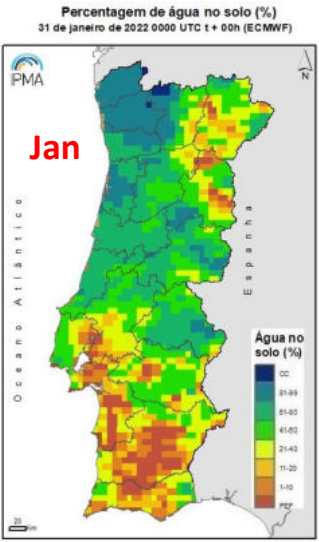 Percentagem de água no solo (%)
31 de janeiro de 2022 0000 UTC t + 00h (ECMWF)
IPMA
N
Jan
Oceano Atlântico
Espanha
Água no
solo (%)
CC
81-99
61-80
41-60
21-40
11-20
1-10
PEP
20
Km